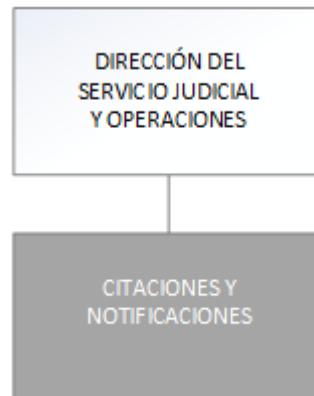 DIRECCIÓN DEL
SERVICIO JUDICIAL
Y OPERACIONES
CITACIONES Y
NOTIFICACIONES